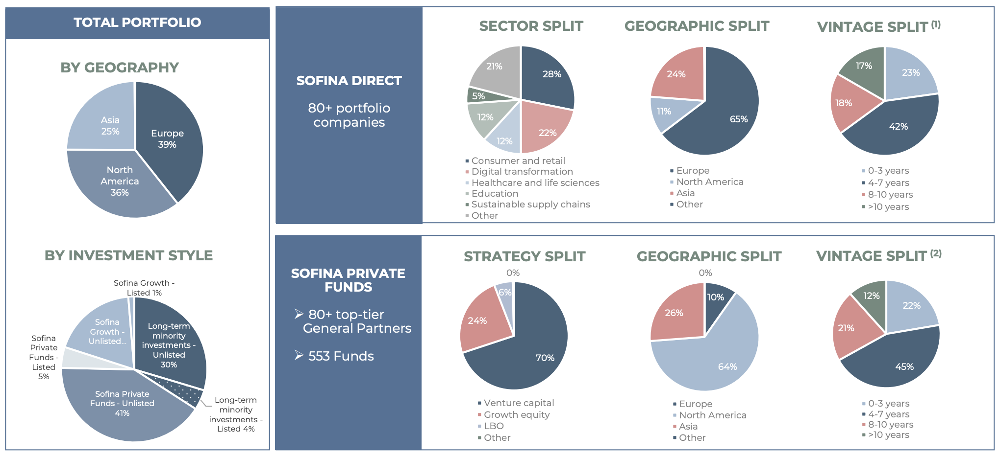 TOTAL PORTFOLIO
BY GEOGRAPHY
Asia
25%
Europe
39%
North
America
36%
BY INVESTMENT STYLE
Sofina Growth -
Listed 1%
Sofina
Growth -
Unlisted...
Long-term
minority
investments -
Unlisted
30%
Sofina
Private
Funds -
Listed
5%
Sofina Private
Funds - Unlisted
41%
Long-term
minority
investments -
Listed 4%
SOFINA DIRECT
80+ portfolio
companies
SECTOR SPLIT
21%
28%
5%
12%
12%
22%
Consumer and retail
Digital transformation
Healthcare and life sciences
Education
Sustainable supply chains
Other
GEOGRAPHIC SPLIT
24%
11%
65%
Europe
North America
Asia
Other
VINTAGE SPLIT (1)
17%
23%
18%
42%
0-3 years
4-7 years
8-10 years
>10 years
SOFINA PRIVATE
FUNDS
➢ 80+ top-tier
General Partners
➢ 553 Funds
STRATEGY SPLIT
0%
6%
24%
70%
Venture capital
Growth equity
LBO
Other
GEOGRAPHIC SPLIT
0%
10%
26%
64%
Europe
North America
Asia
Other
VINTAGE SPLIT (2)
12%
22%
21%
45%
0-3 years
4-7 years
8-10 years
>10 years